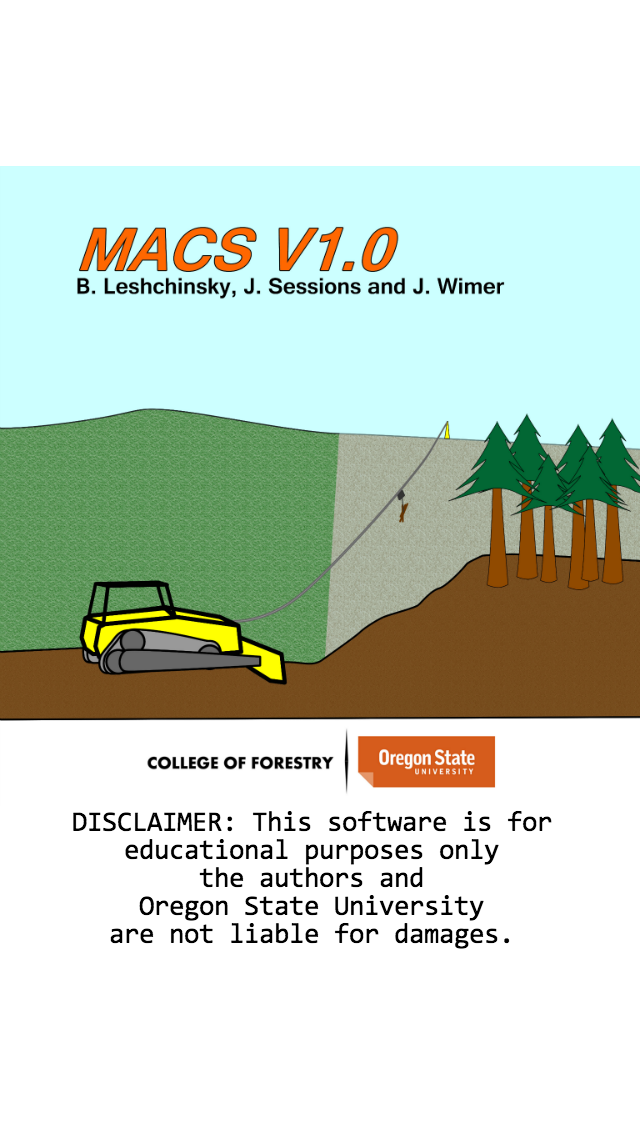 MACS V1.0
B. Leshchinsky, J. Sessions and J. Wimer
COLLEGE OF FORESTRY
Oregon State
UNIVERSITY
DISCLAIMER: This software is for
educational purposes only
the authors and
Oregon State University
are not liable for damages.